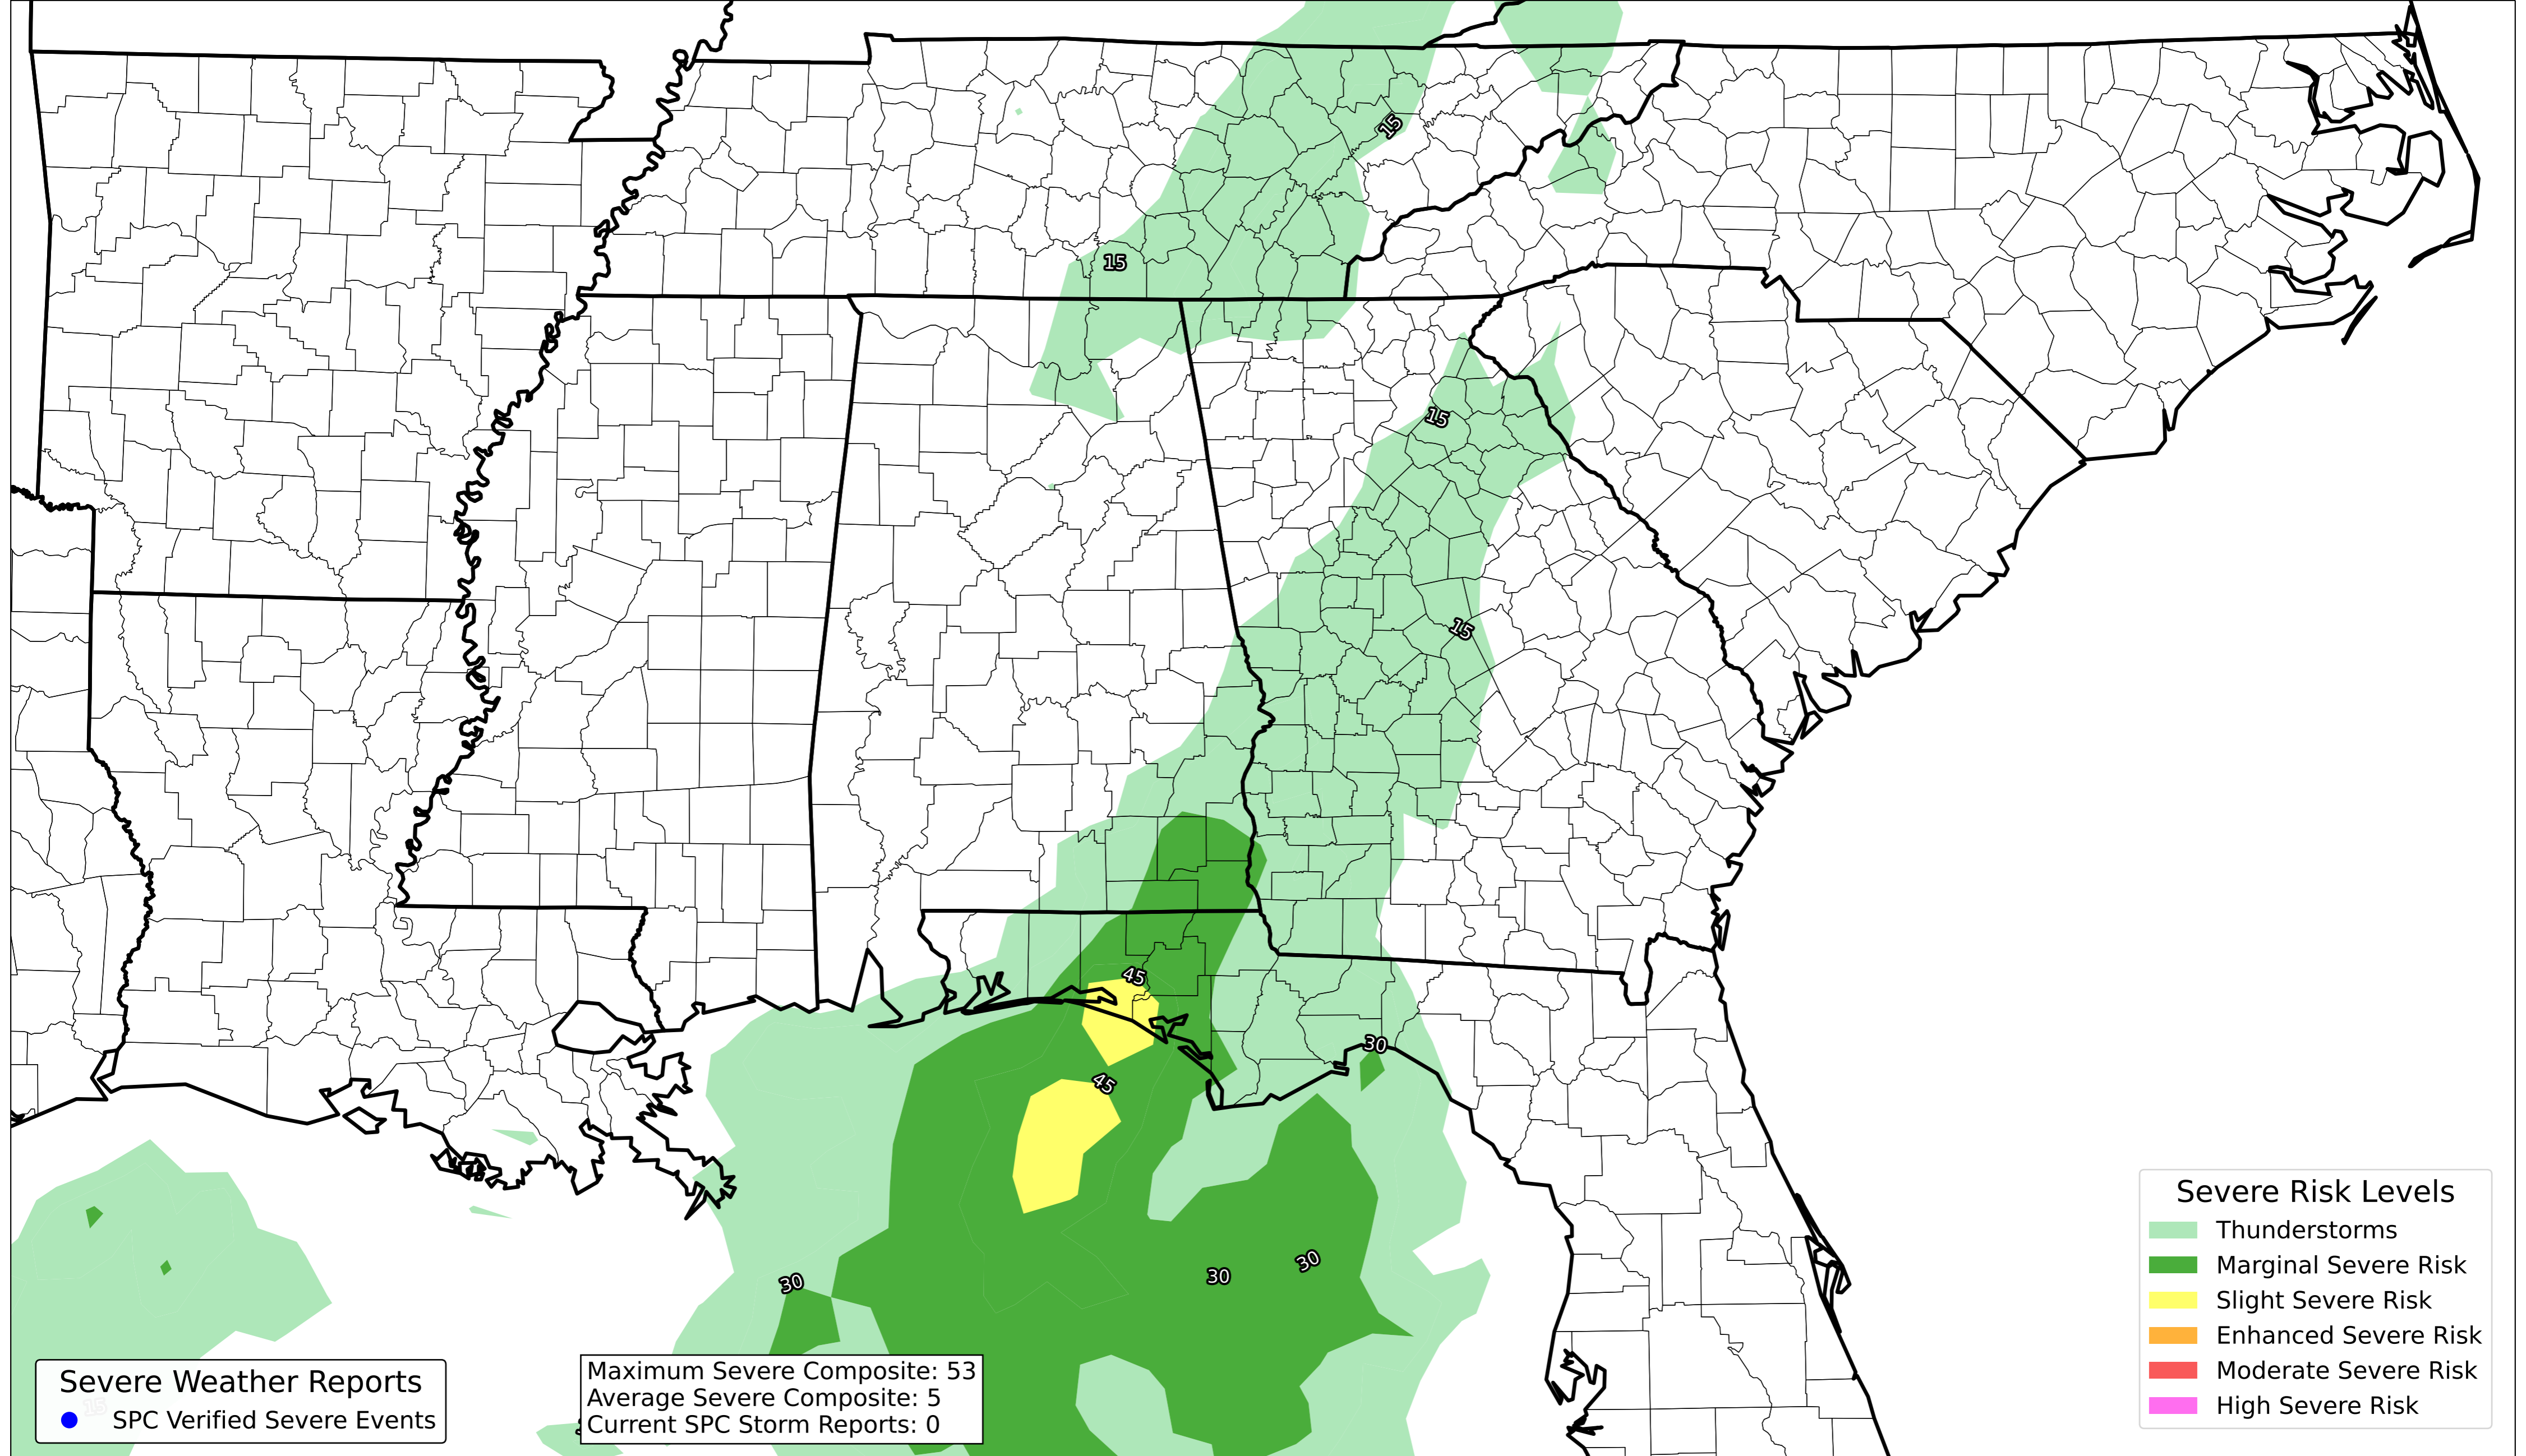 15
15
15
15
45
30
45
30
30
30
Severe Risk Levels
Thunderstorms
Marginal Severe Risk
Slight Severe Risk
Enhanced Severe Risk
Moderate Severe Risk
High Severe Risk
Maximum Severe Composite: 53
Average Severe Composite: 5
Current SPC Storm Reports: 0
Severe Weather Reports
15
SPC Verified Severe Events